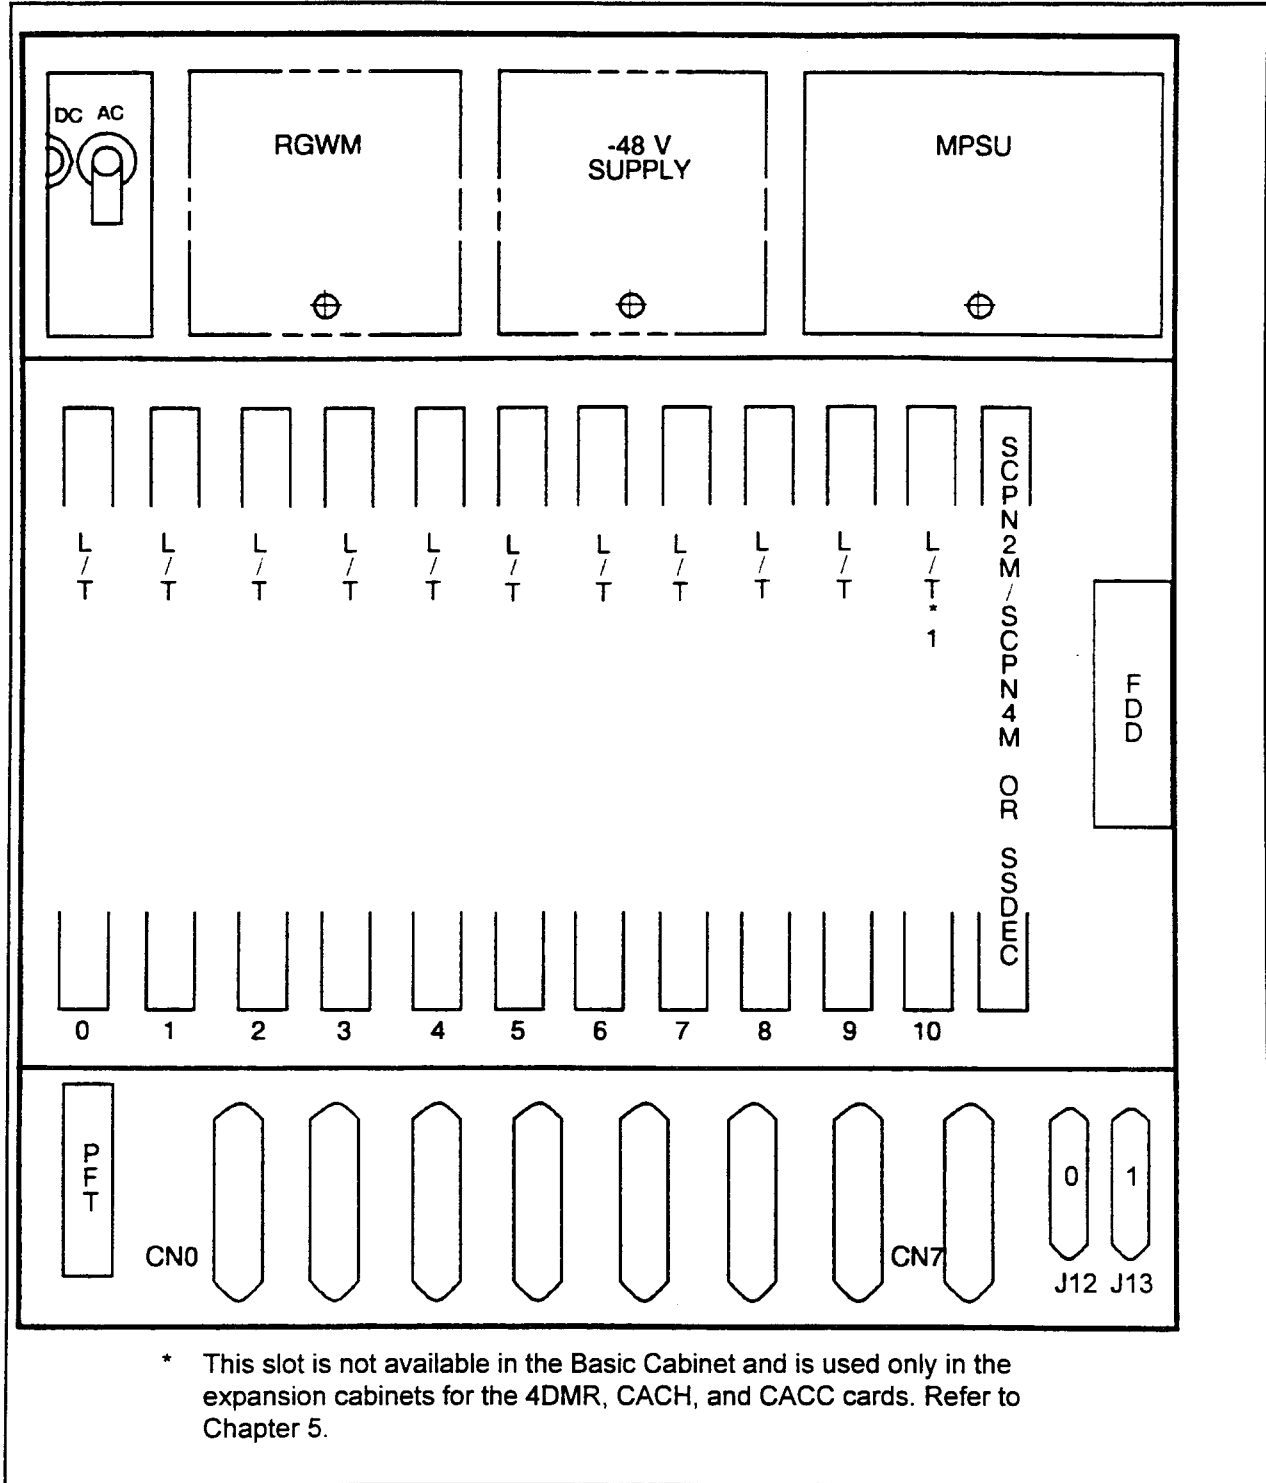 DC AC
RGWM
-48 V
SUPPLY
MPSU
L/T
L/T
L/T
L/T
L/T
L/T
L/T
L/T
L/T
L/T
L/T*1
SCPN2M/SCPN4M OR SSDEC
FDD
0 1 2 3 4 5 6 7 8 9 10
PFT
CN0
CN7
0 1
J12 J13
* This slot is not available in the Basic Cabinet and is used only in the
expansion cabinets for the 4DMR, CACH, and CACC cards. Refer to
Chapter 5.